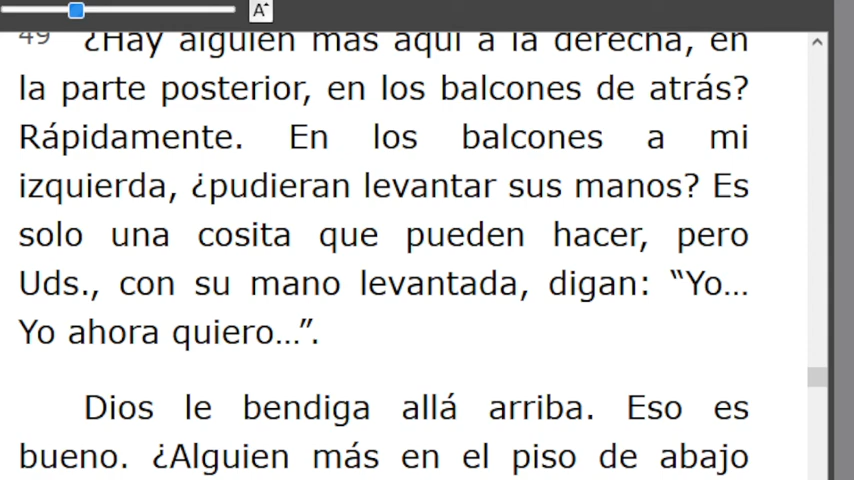 A
49 ¿Hay alguien más aquí a la derecha, en
la parte posterior, en los balcones de atrás?
Rápidamente. En los balcones a mi
izquierda, ¿pudieran levantar sus manos? Es
solo una cosita que pueden hacer, pero
Uds., con su mano levantada, digan: “Yo…
Yo ahora quiero…”.
Dios le bendiga allá arriba. Eso es
bueno. ¿Alguien más en el piso de abajo